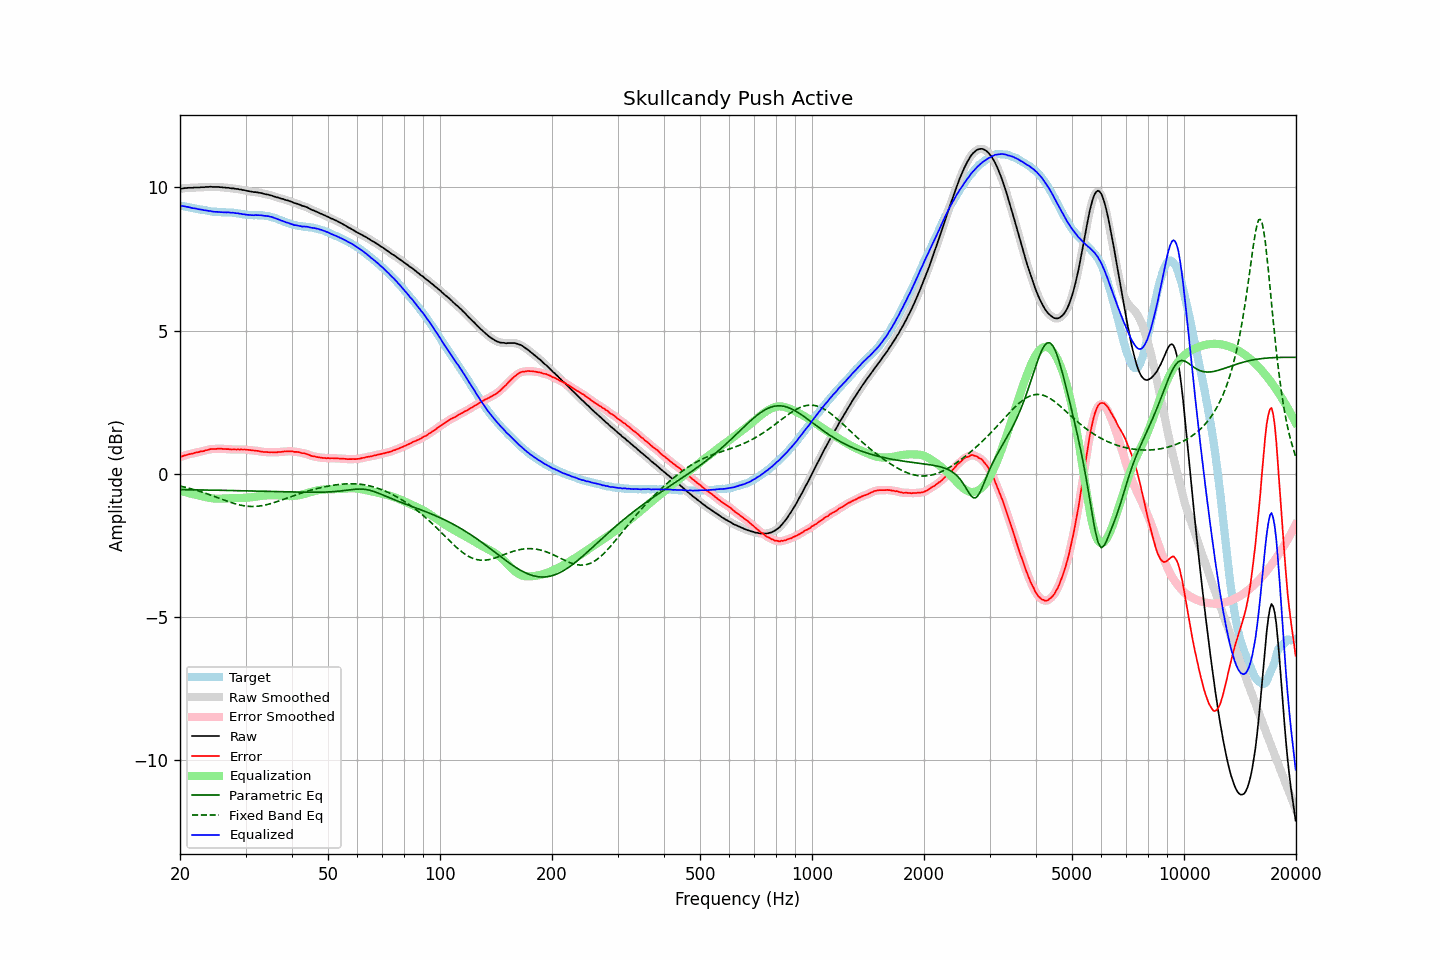 Skullcandy Push Active
Amplitude (dBr)
10
5
0
−5
−10
Target
Raw Smoothed
Error Smoothed
Raw
Error
Equalization
Parametric Eq
Fixed Band Eq
Equalized
20 50 100 200 500 1000 2000 5000 10000 20000
Frequency (Hz)